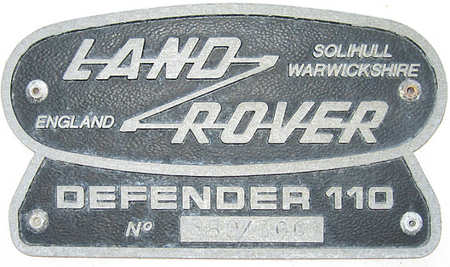 LAND
ROVER
SOLIHULL
WARWICKSHIRE
ENGLAND
DEFENDER 110
Nº